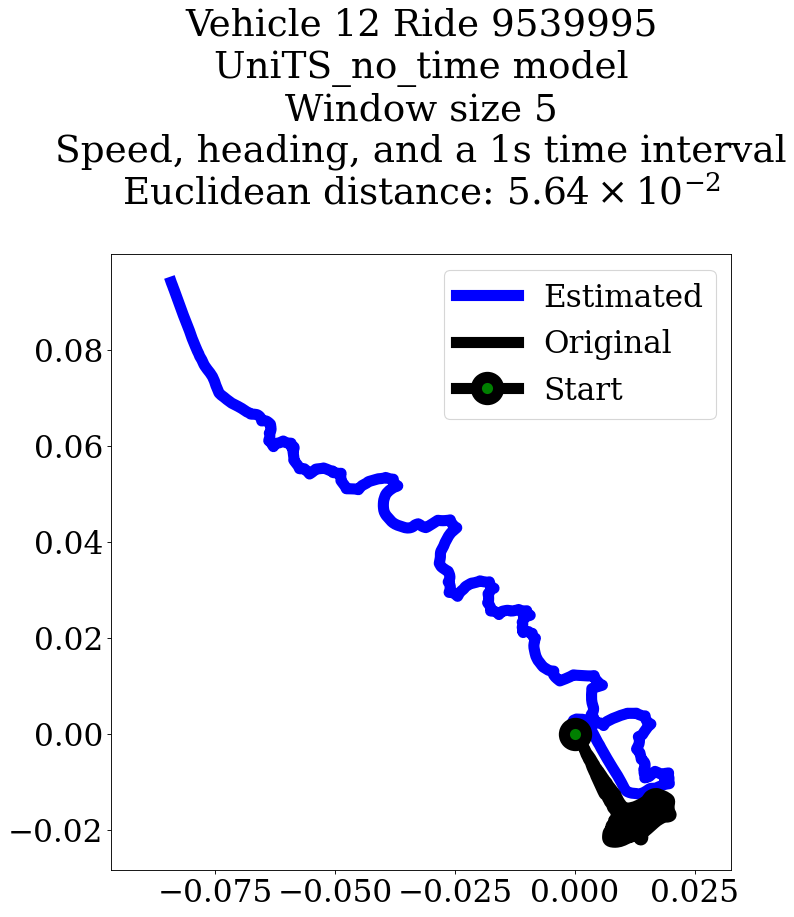 Vehicle 12 Ride 9539995
UniTS_no_time model
Window size 5
Speed, heading, and a 1s time interval
Euclidean distance: 5.64 × 10⁻²
Estimated
Original
Start
0.08
0.06
0.04
0.02
0.00
−0.02
−0.075 −0.050 −0.025 0.000 0.025